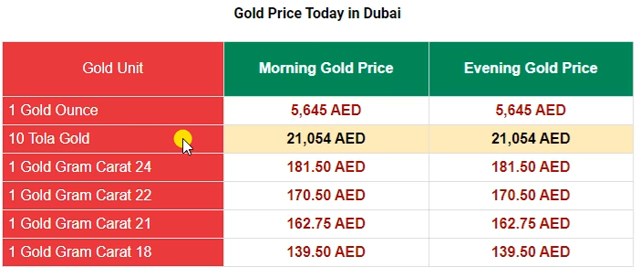 Gold Price Today in Dubai
Gold Unit Morning Gold Price Evening Gold Price
1 Gold Ounce 5,645 AED 5,645 AED
10 Tola Gold 21,054 AED 21,054 AED
1 Gold Gram Carat 24 181.50 AED 181.50 AED
1 Gold Gram Carat 22 170.50 AED 170.50 AED
1 Gold Gram Carat 21 162.75 AED 162.75 AED
1 Gold Gram Carat 18 139.50 AED 139.50 AED